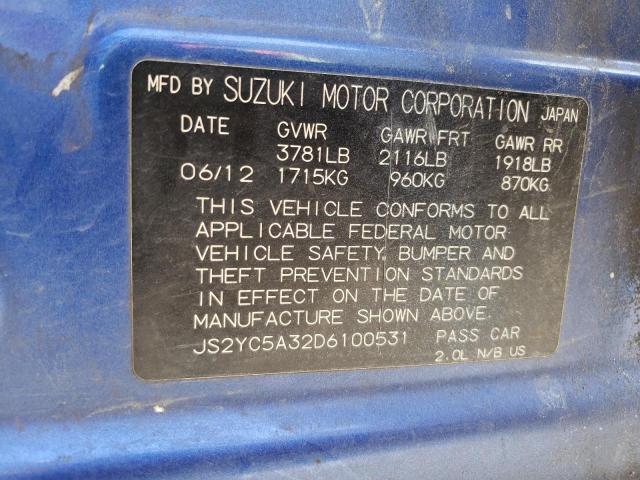 MFD BY SUZUKI MOTOR CORPORATION JAPAN
DATE GVWR GAWR FRT GAWR RR
3781LB 2116LB 1918LB
06/12 1715KG 960KG 870KG
THIS VEHICLE CONFORMS TO ALL
APPLICABLE FEDERAL MOTOR
VEHICLE SAFETY, BUMPER AND
THEFT PREVENTION STANDARDS
IN EFFECT ON THE DATE OF
MANUFACTURE SHOWN ABOVE.
JS2YC5A32D6100531 PASS CAR
2.0L N/B US